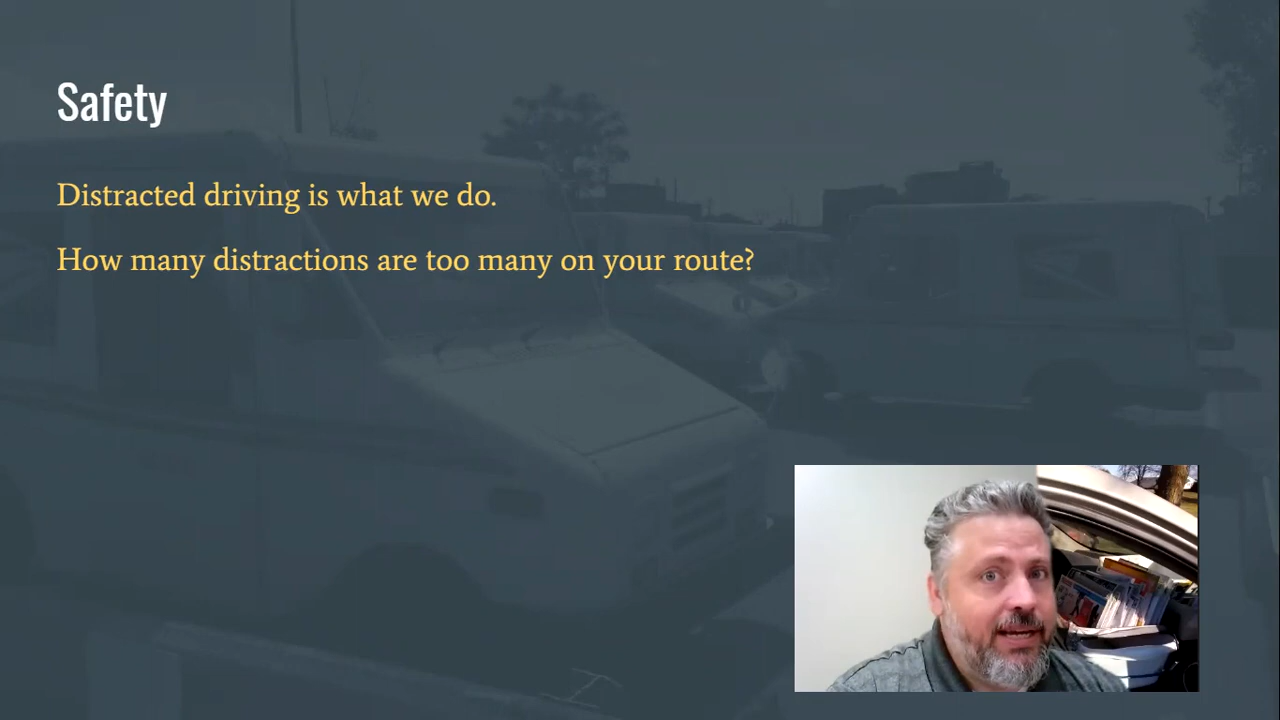 Safety
Distracted driving is what we do.
How many distractions are too many on your route?